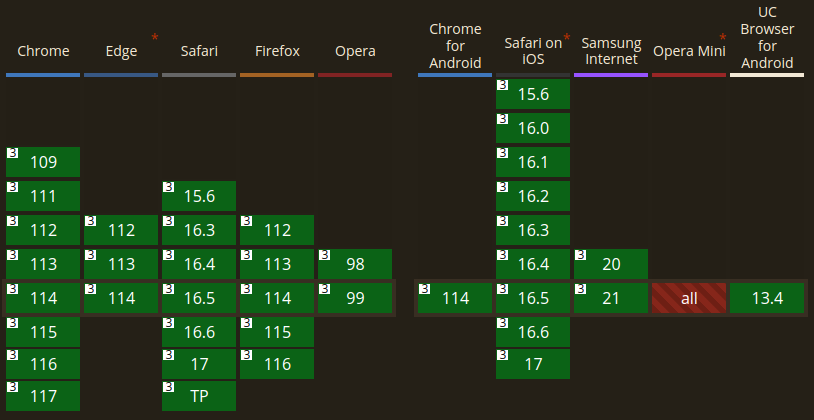 Chrome Edge * Safari Firefox Opera Chrome for Android Safari on iOS * Samsung Internet Opera Mini * UC Browser for Android
3 15.6
3 16.0
3 109 3 16.1
3 111 3 15.6 3 16.2
3 112 3 112 3 16.3 3 112 3 16.3
3 113 3 113 3 16.4 3 113 3 98 3 16.4 3 20
3 114 3 114 3 16.5 3 114 3 99 3 114 3 16.5 3 21 all 13.4
3 115 3 16.6 3 115 3 16.6
3 116 3 17 3 116 3 17
3 117 3 TP